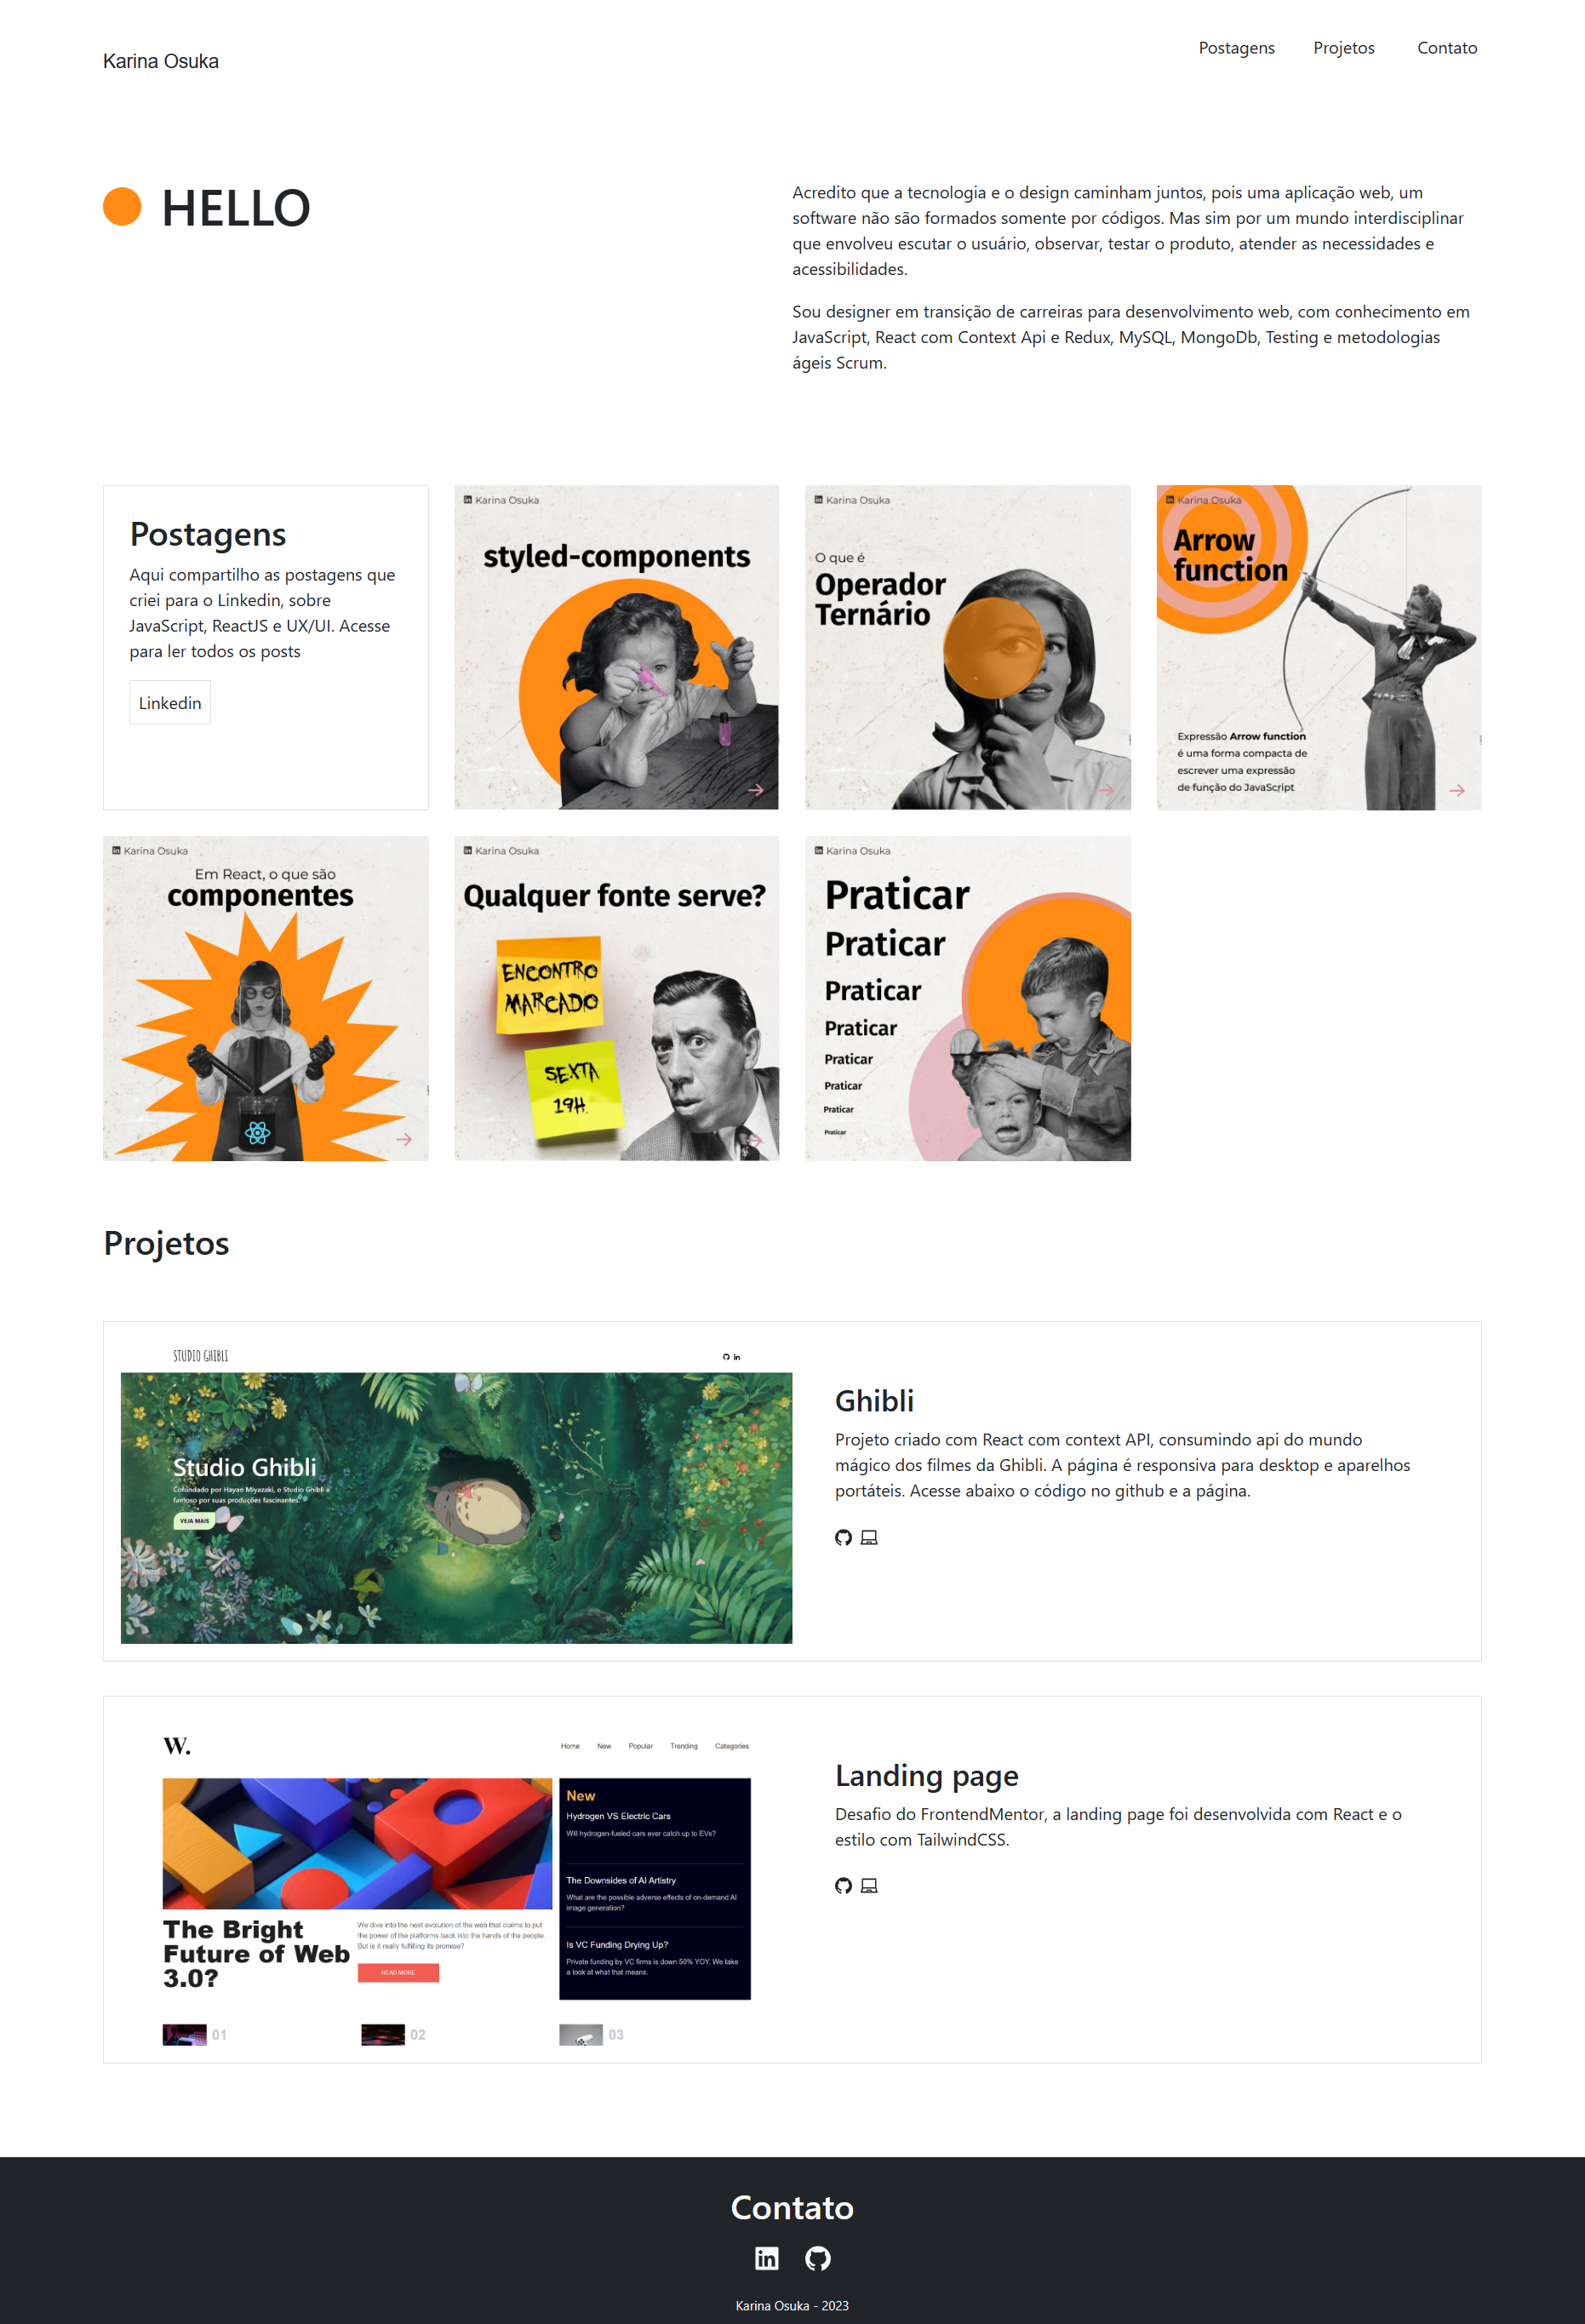 Karina Osuka
Postagens
Projetos
Contato
HELLO
Acredito que a tecnologia e o design caminham juntos, pois uma aplicação web, um
software não são formados somente por códigos. Mas sim por um mundo interdisciplinar
que envolveu escutar o usuário, observar, testar o produto, atender as necessidades e
acessibilidades.
Sou designer em transição de carreiras para desenvolvimento web, com conhecimento em
JavaScript, React com Context Api e Redux, MySQL, MongoDb, Testing e metodologias
ágeis Scrum.
Postagens
Aqui compartilho as postagens que
criei para o Linkedin, sobre
JavaScript, ReactJS e UX/UI. Acesse
para ler todos os posts
Linkedin
Karina Osuka
styled-components
Karina Osuka
O que é
Operador
Ternário
Karina Osuka
Arrow
function
Expressão Arrow function
é uma forma compacta de
escrever uma expressão
de função do JavaScript
Karina Osuka
Em React, o que são
componentes
Karina Osuka
Qualquer fonte serve?
ENCONTRO
MARCADO
SEXTA
19H
Karina Osuka
Praticar
Praticar
Praticar
Praticar
Praticar
Praticar
Praticar
Praticar
Projetos
STUDIO GHIBLI
Studio Ghibli
Cofundado por Hayao Miyazaki, o Studio Ghibli é
famoso por suas produções fascinantes.
VEJA MAIS
Ghibli
Projeto criado com React com context API, consumindo api do mundo
mágico dos filmes da Ghibli. A página é responsiva para desktop e aparelhos
portáteis. Acesse abaixo o código no github e a página.
W.
Home
New
Popular
Trending
Categories
New
Hydrogen VS Electric Cars
Will hydrogen-fueled cars ever catch up to EVs?
The Downsides of AI Artistry
What are the possible adverse effects of on-demand AI
image generation?
Is VC Funding Drying Up?
Private funding by VC firms is down 50% YOY. We take
a look at what that means.
The Bright
Future of Web
3.0?
We dive into the next evolution of the web that claims to put
the power of the platforms back into the hands of the people.
But is it really fulfilling its promise?
READ MORE
01
02
03
Landing page
Desafio do FrontendMentor, a landing page foi desenvolvida com React e o
estilo com TailwindCSS.
Contato
Karina Osuka - 2023